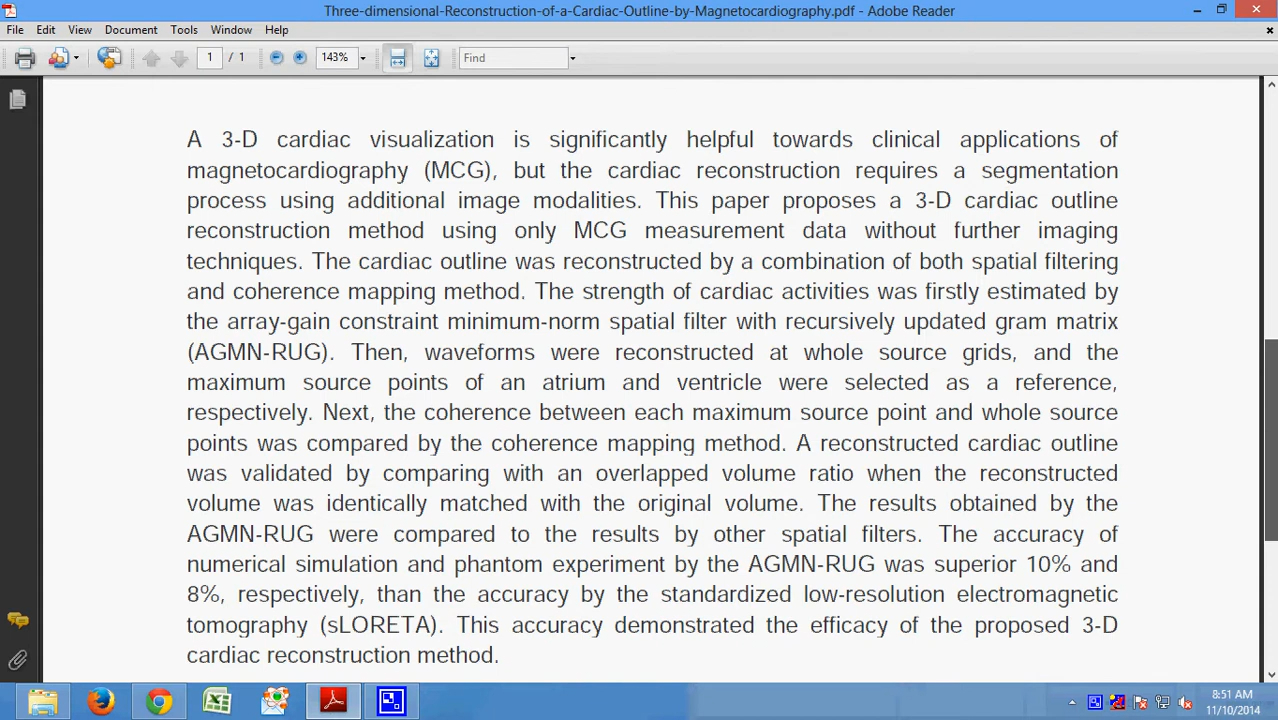 Three-dimensional-Reconstruction-of-a-Cardiac-Outline-by-Magnetocardiography.pdf - Adobe Reader
File Edit View Document Tools Window Help
1 / 1 143% Find
A 3-D cardiac visualization is significantly helpful towards clinical applications of
magnetocardiography (MCG), but the cardiac reconstruction requires a segmentation
process using additional image modalities. This paper proposes a 3-D cardiac outline
reconstruction method using only MCG measurement data without further imaging
techniques. The cardiac outline was reconstructed by a combination of both spatial filtering
and coherence mapping method. The strength of cardiac activities was firstly estimated by
the array-gain constraint minimum-norm spatial filter with recursively updated gram matrix
(AGMN-RUG). Then, waveforms were reconstructed at whole source grids, and the
maximum source points of an atrium and ventricle were selected as a reference,
respectively. Next, the coherence between each maximum source point and whole source
points was compared by the coherence mapping method. A reconstructed cardiac outline
was validated by comparing with an overlapped volume ratio when the reconstructed
volume was identically matched with the original volume. The results obtained by the
AGMN-RUG were compared to the results by other spatial filters. The accuracy of
numerical simulation and phantom experiment by the AGMN-RUG was superior 10% and
8%, respectively, than the accuracy by the standardized low-resolution electromagnetic
tomography (sLORETA). This accuracy demonstrated the efficacy of the proposed 3-D
cardiac reconstruction method.
8:51 AM
11/10/2014